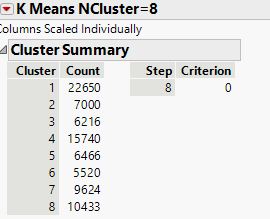 K Means NCluster=8
Columns Scaled Individually
Cluster Summary
Cluster Count Step Criterion
1 22650 8 0
2 7000
3 6216
4 15740
5 6466
6 5520
7 9624
8 10433